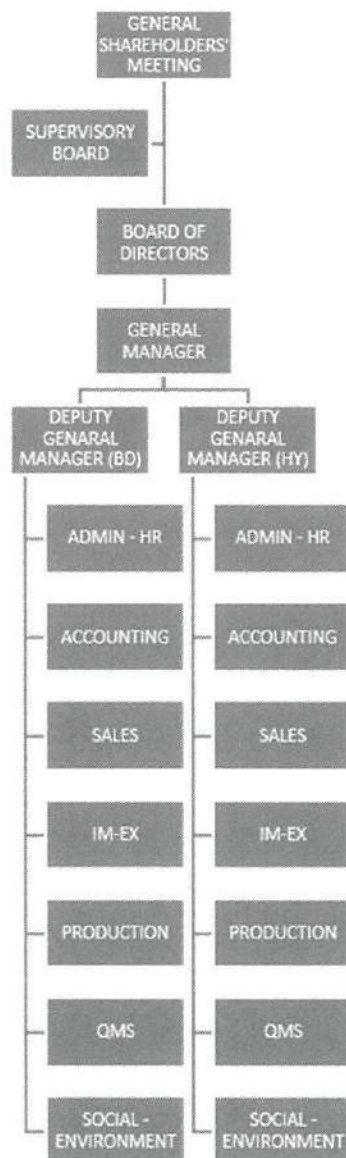 GENERAL
SHAREHOLDERS'
MEETING
SUPERVISORY
BOARD
BOARD OF
DIRECTORS
GENERAL
MANAGER
DEPUTY
GENARAL
MANAGER (BD)
DEPUTY
GENARAL
MANAGER (HY)
ADMIN - HR
ADMIN - HR
ACCOUNTING
ACCOUNTING
SALES
SALES
IM-EX
IM-EX
PRODUCTION
PRODUCTION
QMS
QMS
SOCIAL -
ENVIRONMENT
SOCIAL -
ENVIRONMENT